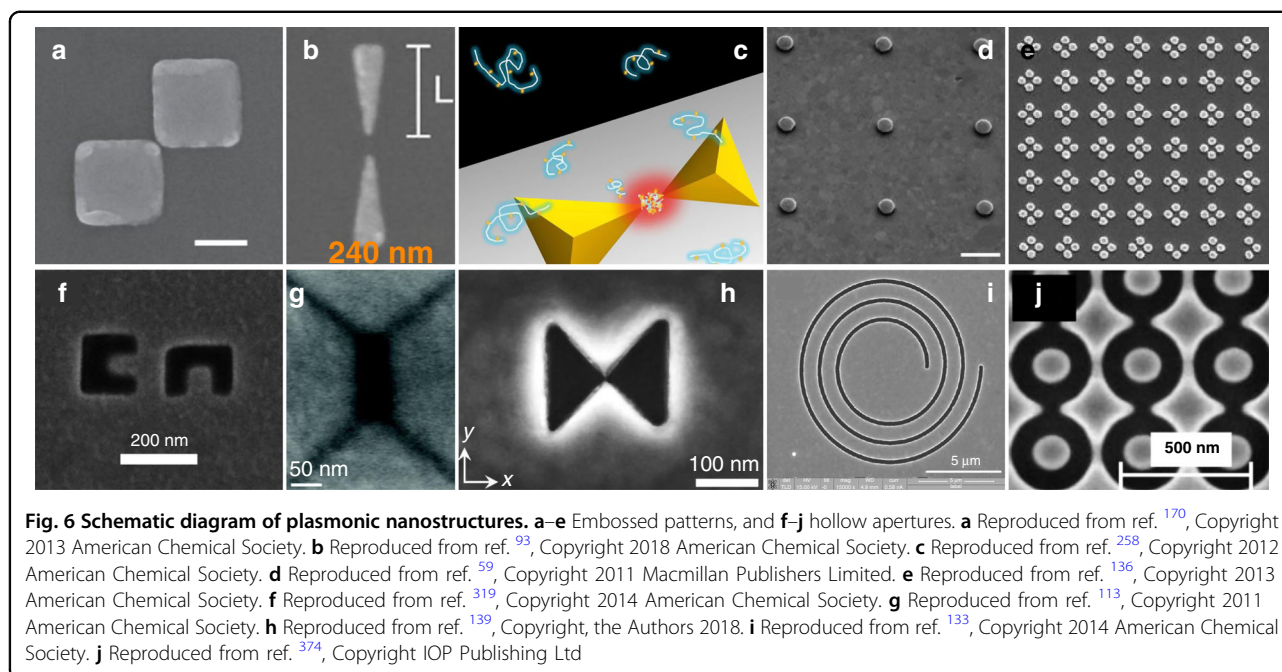 a
b
L
240 nm
c
d
e
f
200 nm
g
50 nm
h
y
x
100 nm
i
5 μm
j
500 nm
Fig. 6 Schematic diagram of plasmonic nanostructures. a–e Embossed patterns, and f–j hollow apertures. a Reproduced from ref. 170, Copyright
2013 American Chemical Society. b Reproduced from ref. 93, Copyright 2018 American Chemical Society. c Reproduced from ref. 258, Copyright 2012
American Chemical Society. d Reproduced from ref. 59, Copyright 2011 Macmillan Publishers Limited. e Reproduced from ref. 136, Copyright 2013
American Chemical Society. f Reproduced from ref. 319, Copyright 2014 American Chemical Society. g Reproduced from ref. 113, Copyright 2011
American Chemical Society. h Reproduced from ref. 139, Copyright, the Authors 2018. i Reproduced from ref. 133, Copyright 2014 American Chemical
Society. j Reproduced from ref. 374, Copyright IOP Publishing Ltd